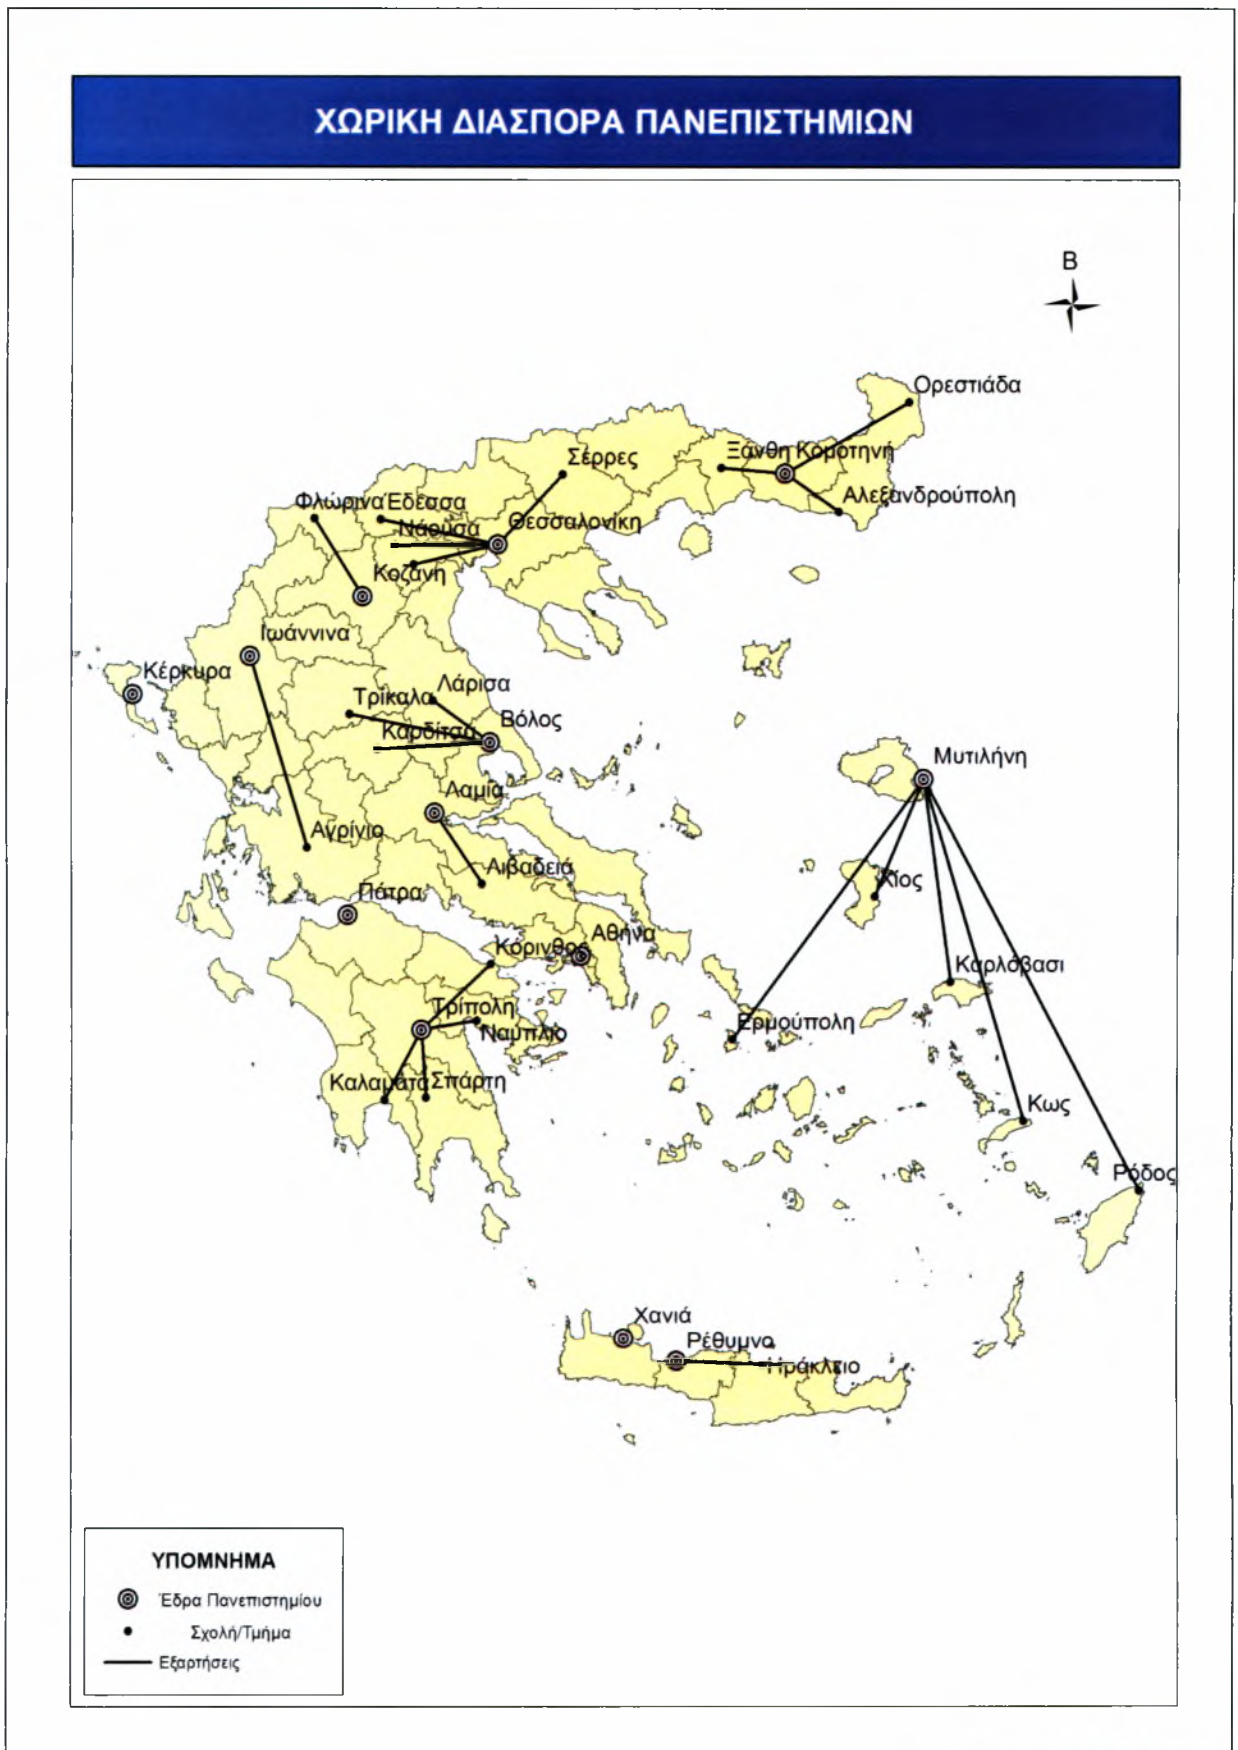 ΧΩΡΙΚΗ ΔΙΑΣΠΟΡΑ ΠΑΝΕΠΙΣΤΗΜΙΩΝ
Β
Ορεστιάδα
Ξάνθη Κομοτηνή
Σέρρες
Αλεξανδρούπολη
Φλώρινα Έδεσσα
Θεσσαλονίκη
Νάουσα
Κοζάνη
Ιωάννινα
Κέρκυρα
Λάρισα
Τρίκαλα
Βόλος
Καρδίτσα
Μυτιλήνη
Λαμία
Αγρίνιο
Λιβαδειά
Χίος
Πάτρα
Αθήνα
Κόρινθος
Καρλόβασι
Τρίπολη
Ερμούπολη
Ναύπλιο
Καλαμάτα Σπάρτη
Κως
Ρόδος
Χανιά
Ρέθυμνο
Ηράκλειο
ΥΠΟΜΝΗΜΑ
Έδρα Πανεπιστημίου
Σχολή/Τμήμα
Εξαρτήσεις